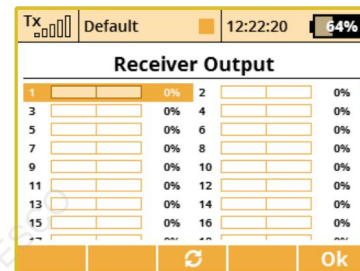 Tx Default 12:22:20 64%
Receiver Output
1 0% 2 0%
3 0% 4 0%
5 0% 6 0%
7 0% 8 0%
9 0% 10 0%
11 0% 12 0%
13 0% 14 0%
15 0% 16 0%
Ok